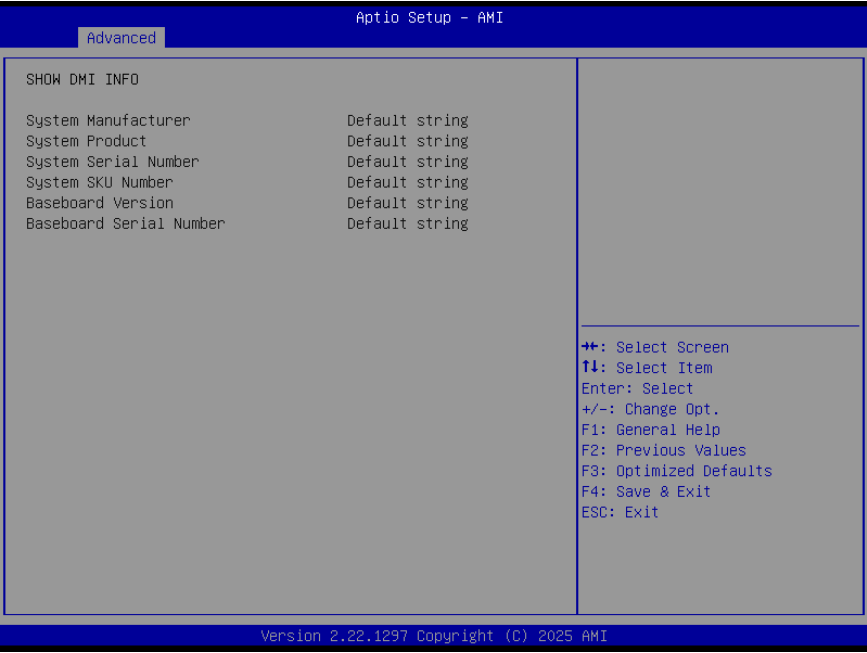 Aptio Setup – AMI
Advanced
SHOW DMI INFO
System Manufacturer Default string
System Product Default string
System Serial Number Default string
System SKU Number Default string
Baseboard Version Default string
Baseboard Serial Number Default string
→←: Select Screen
↑↓: Select Item
Enter: Select
+/-: Change Opt.
F1: General Help
F2: Previous Values
F3: Optimized Defaults
F4: Save & Exit
ESC: Exit
Version 2.22.1297 Copyright (C) 2025 AMI